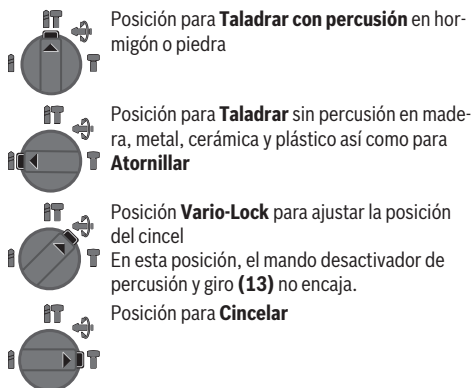 Posición para Taladrar con percusión en hor-
migón o piedra
Posición para Taladrar sin percusión en made-
ra, metal, cerámica y plástico así como para
Atornillar
Posición Vario-Lock para ajustar la posición
del cincel
En esta posición, el mando desactivador de
percusión y giro (13) no encaja.
Posición para Cincelar